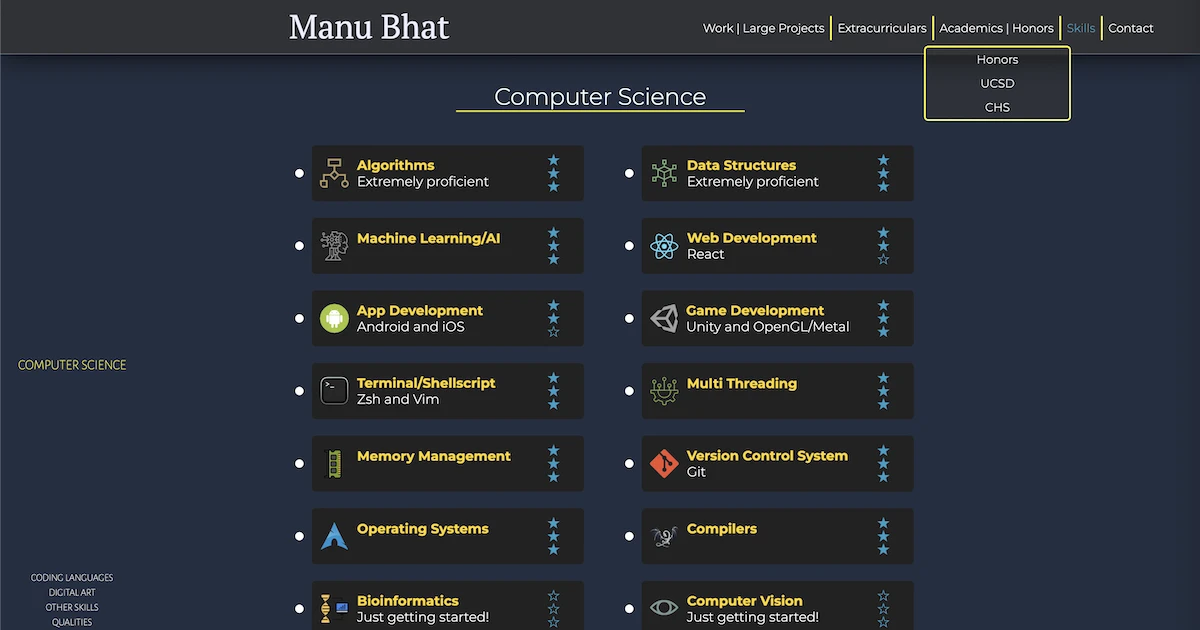 Manu Bhat
Work | Large Projects
Extracurriculars
Academics | Honors
Skills
Contact
Honors
UCSD
CHS
Computer Science
Algorithms
Extremely proficient
Data Structures
Extremely proficient
Machine Learning/AI
Web Development
React
App Development
Android and iOS
Game Development
Unity and OpenGL/Metal
COMPUTER SCIENCE
Terminal/Shellscript
Zsh and Vim
Multi Threading
Memory Management
Version Control System
Git
Operating Systems
Compilers
CODING LANGUAGES
DIGITAL ART
OTHER SKILLS
QUALITIES
Bioinformatics
Just getting started!
Computer Vision
Just getting started!